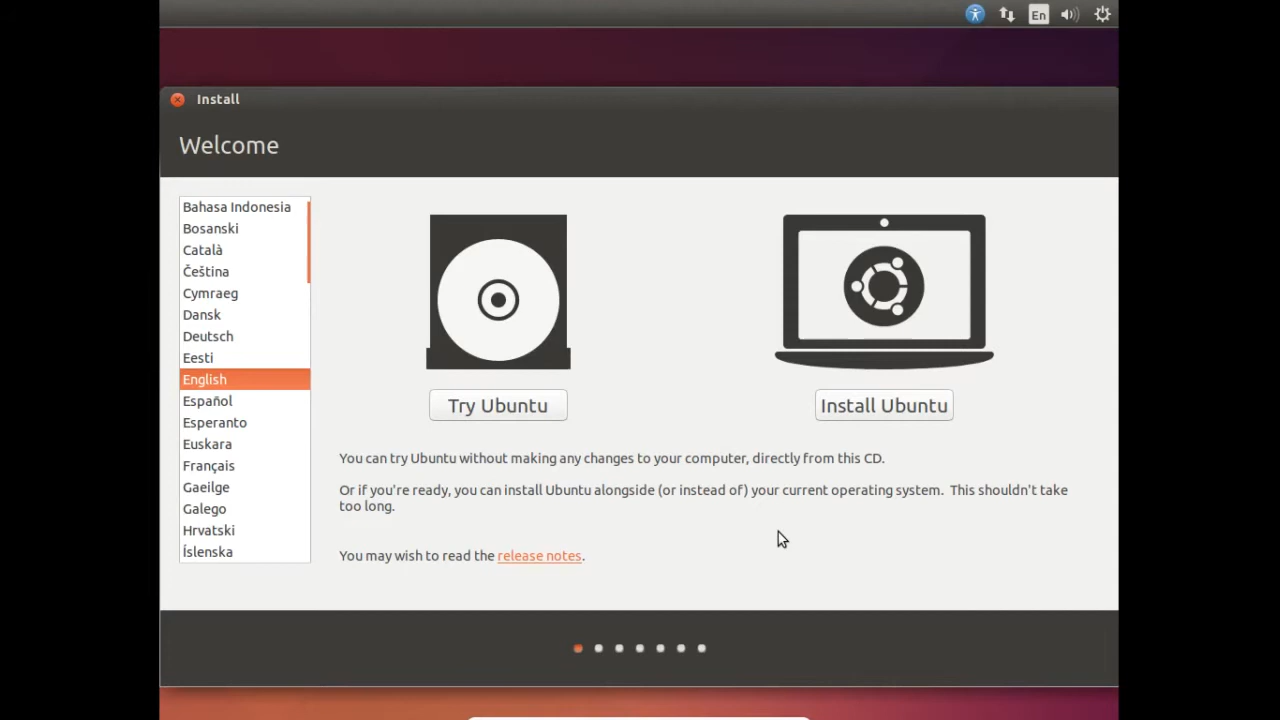 En
Install
Welcome
Bahasa Indonesia
Bosanski
Català
Čeština
Cymraeg
Dansk
Deutsch
Eesti
English
Español
Esperanto
Euskara
Français
Gaeilge
Galego
Hrvatski
Íslenska
Try Ubuntu
Install Ubuntu
You can try Ubuntu without making any changes to your computer, directly from this CD.
Or if you're ready, you can install Ubuntu alongside (or instead of) your current operating system.  This shouldn't take
too long.
You may wish to read the release notes.